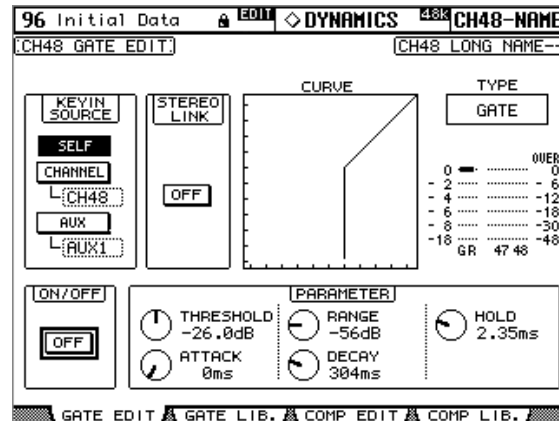 96 Initial Data EDIT ◇DYNAMICS 48k CH48-NAME
CH48 GATE EDIT
CH48 LONG NAME--
KEYIN SOURCE
SELF
CHANNEL
CH48
AUX
AUX1
STEREO LINK
OFF
CURVE
TYPE
GATE
OVER
0 0
- 2 - 6
- 4 -12
- 6 -18
- 8 -30
-18 -48
GR 47 48
ON/OFF
OFF
PARAMETER
THRESHOLD
-26.0dB
RANGE
-56dB
HOLD
2.35ms
ATTACK
0ms
DECAY
304ms
GATE EDIT GATE LIB. COMP EDIT COMP LIB.